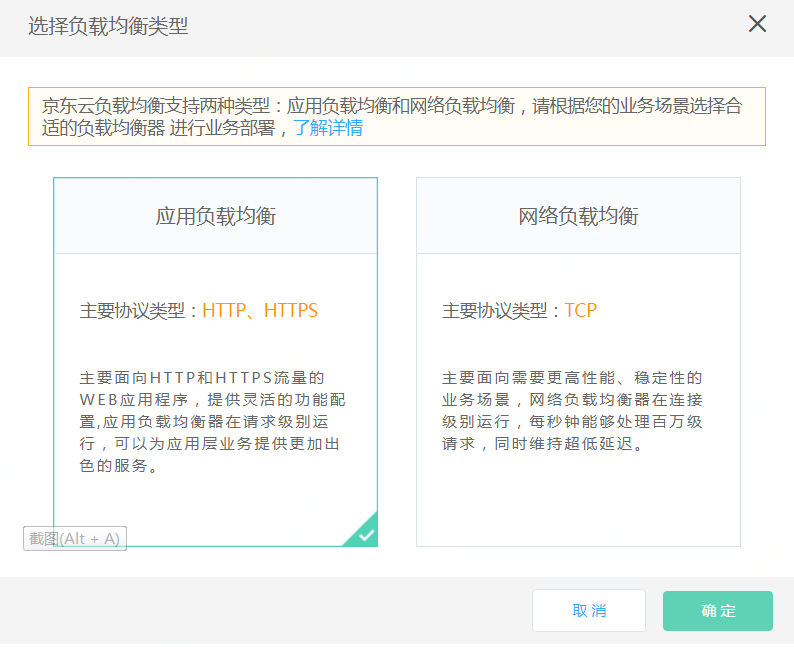 选择负载均衡类型
京东云负载均衡支持两种类型：应用负载均衡和网络负载均衡，请根据您的业务场景选择合
适的负载均衡器 进行业务部署，了解详情
应用负载均衡
主要协议类型：HTTP、HTTPS
主要面向HTTP和HTTPS流量的
WEB应用程序，提供灵活的功能配
置,应用负载均衡器在请求级别运
行，可以为应用层业务提供更加出
色的服务。
网络负载均衡
主要协议类型：TCP
主要面向需要更高性能、稳定性的
业务场景，网络负载均衡器在连接
级别运行，每秒钟能够处理百万级
请求，同时维持超低延迟。
截图(Alt + A)
取消
确定